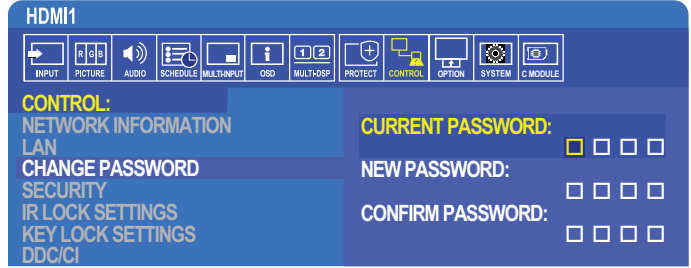 HDMI1
R G B
1 2
INPUT PICTURE AUDIO SCHEDULE MULTI-INPUT OSD MULTI-DSP PROTECT CONTROL OPTION SYSTEM C MODULE
CONTROL:
NETWORK INFORMATION
LAN
CHANGE PASSWORD
SECURITY
IR LOCK SETTINGS
KEY LOCK SETTINGS
DDC/CI
CURRENT PASSWORD:
NEW PASSWORD:
CONFIRM PASSWORD: